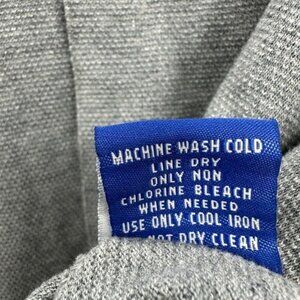 MACHINE WASH COLD
LINE DRY
ONLY NON
CHLORINE BLEACH
WHEN NEEDED
USE ONLY COOL IRON
NOT DRY CLEAN